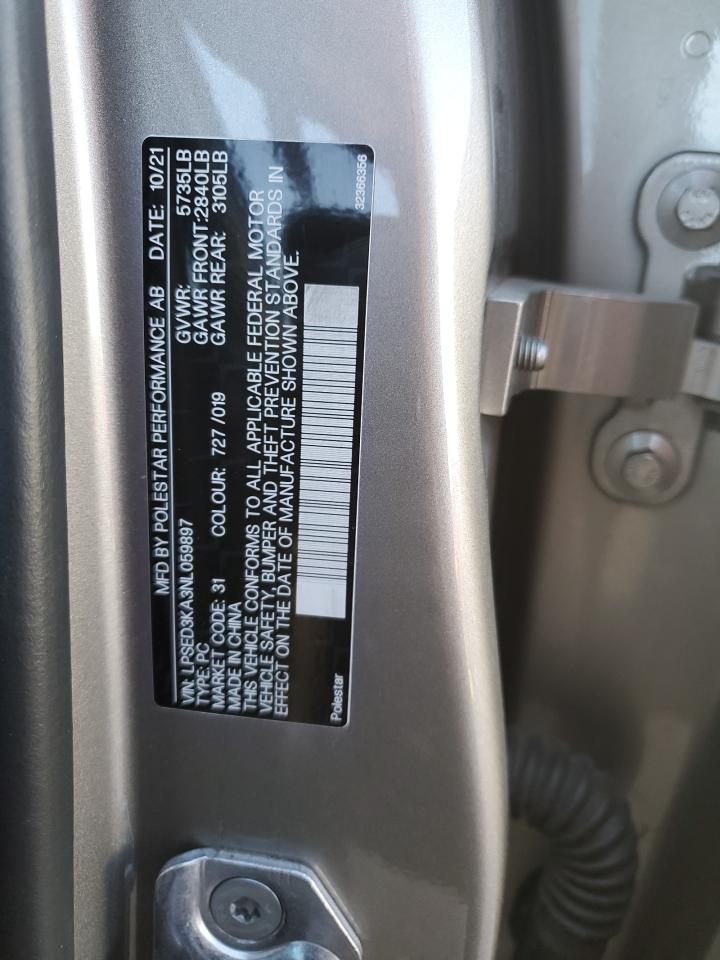 MFD BY POLESTAR PERFORMANCE AB DATE: 10/21
VIN: LPSED3KA3NL059897 GVWR: 5735LB
TYPE: PC GAWR FRONT: 2840LB
MARKET CODE: 31 COLOUR: 727 /019 GAWR REAR: 3105LB
MADE IN CHINA
THIS VEHICLE CONFORMS TO ALL APPLICABLE FEDERAL MOTOR
VEHICLE SAFETY, BUMPER AND THEFT PREVENTION STANDARDS IN
EFFECT ON THE DATE OF MANUFACTURE SHOWN ABOVE.
Polestar 32366356